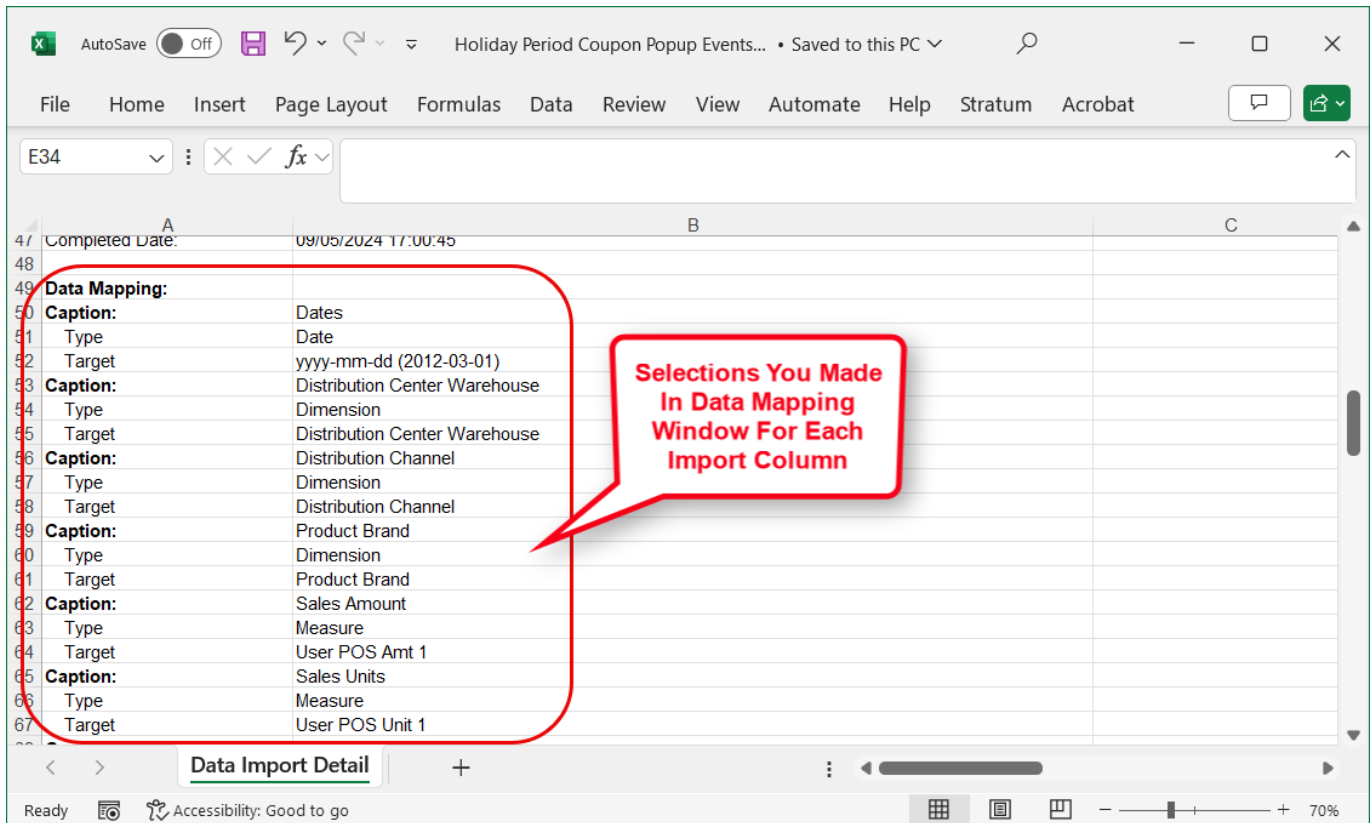 AutoSave Off Holiday Period Coupon Popup Events... • Saved to this PC
File Home Insert Page Layout Formulas Data Review View Automate Help Stratum Acrobat
E34 fx
A B C
47 Completed Date: 09/05/2024 17:00:45
48
49 Data Mapping:
50 Caption: Dates
51 Type Date
52 Target yyyy-mm-dd (2012-03-01)
53 Caption: Distribution Center Warehouse
54 Type Dimension
55 Target Distribution Center Warehouse
56 Caption: Distribution Channel
57 Type Dimension
58 Target Distribution Channel
59 Caption: Product Brand
60 Type Dimension
61 Target Product Brand
62 Caption: Sales Amount
63 Type Measure
64 Target User POS Amt 1
65 Caption: Sales Units
66 Type Measure
67 Target User POS Unit 1
Selections You Made
In Data Mapping
Window For Each
Import Column
Data Import Detail
Ready Accessibility: Good to go 70%